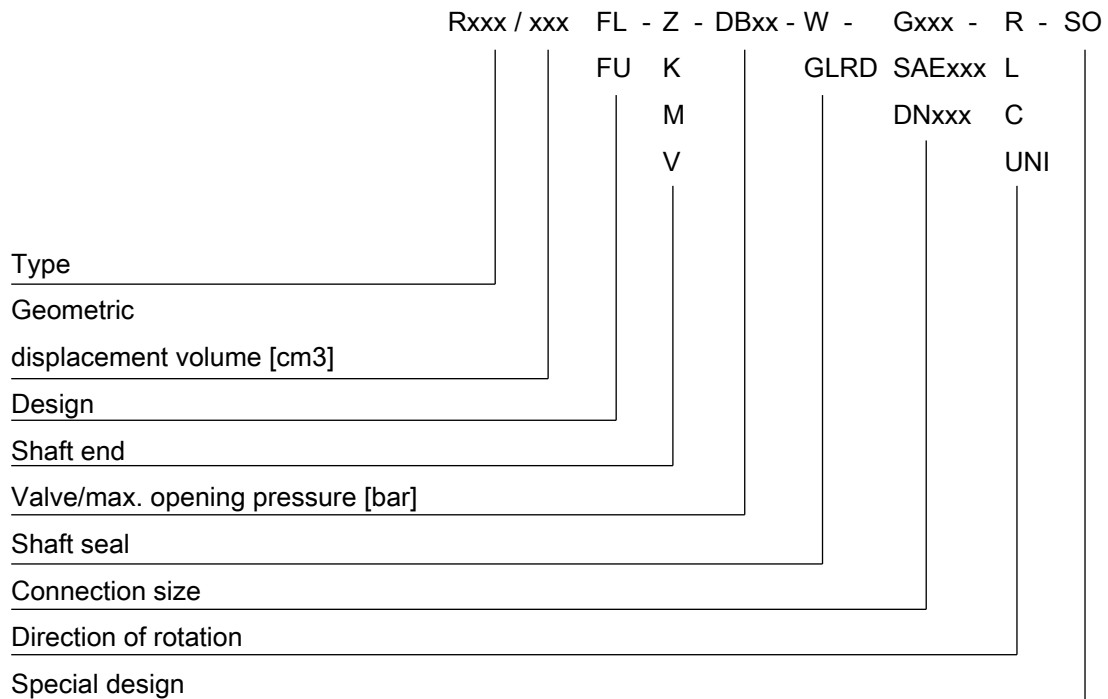 Rxxx / xxx FL - Z - DBxx - W - Gxxx - R - SO
FU K GLRD SAExxx L
M DNxxx C
V UNI
Type
Geometric
displacement volume [cm3]
Design
Shaft end
Valve/max. opening pressure [bar]
Shaft seal
Connection size
Direction of rotation
Special design